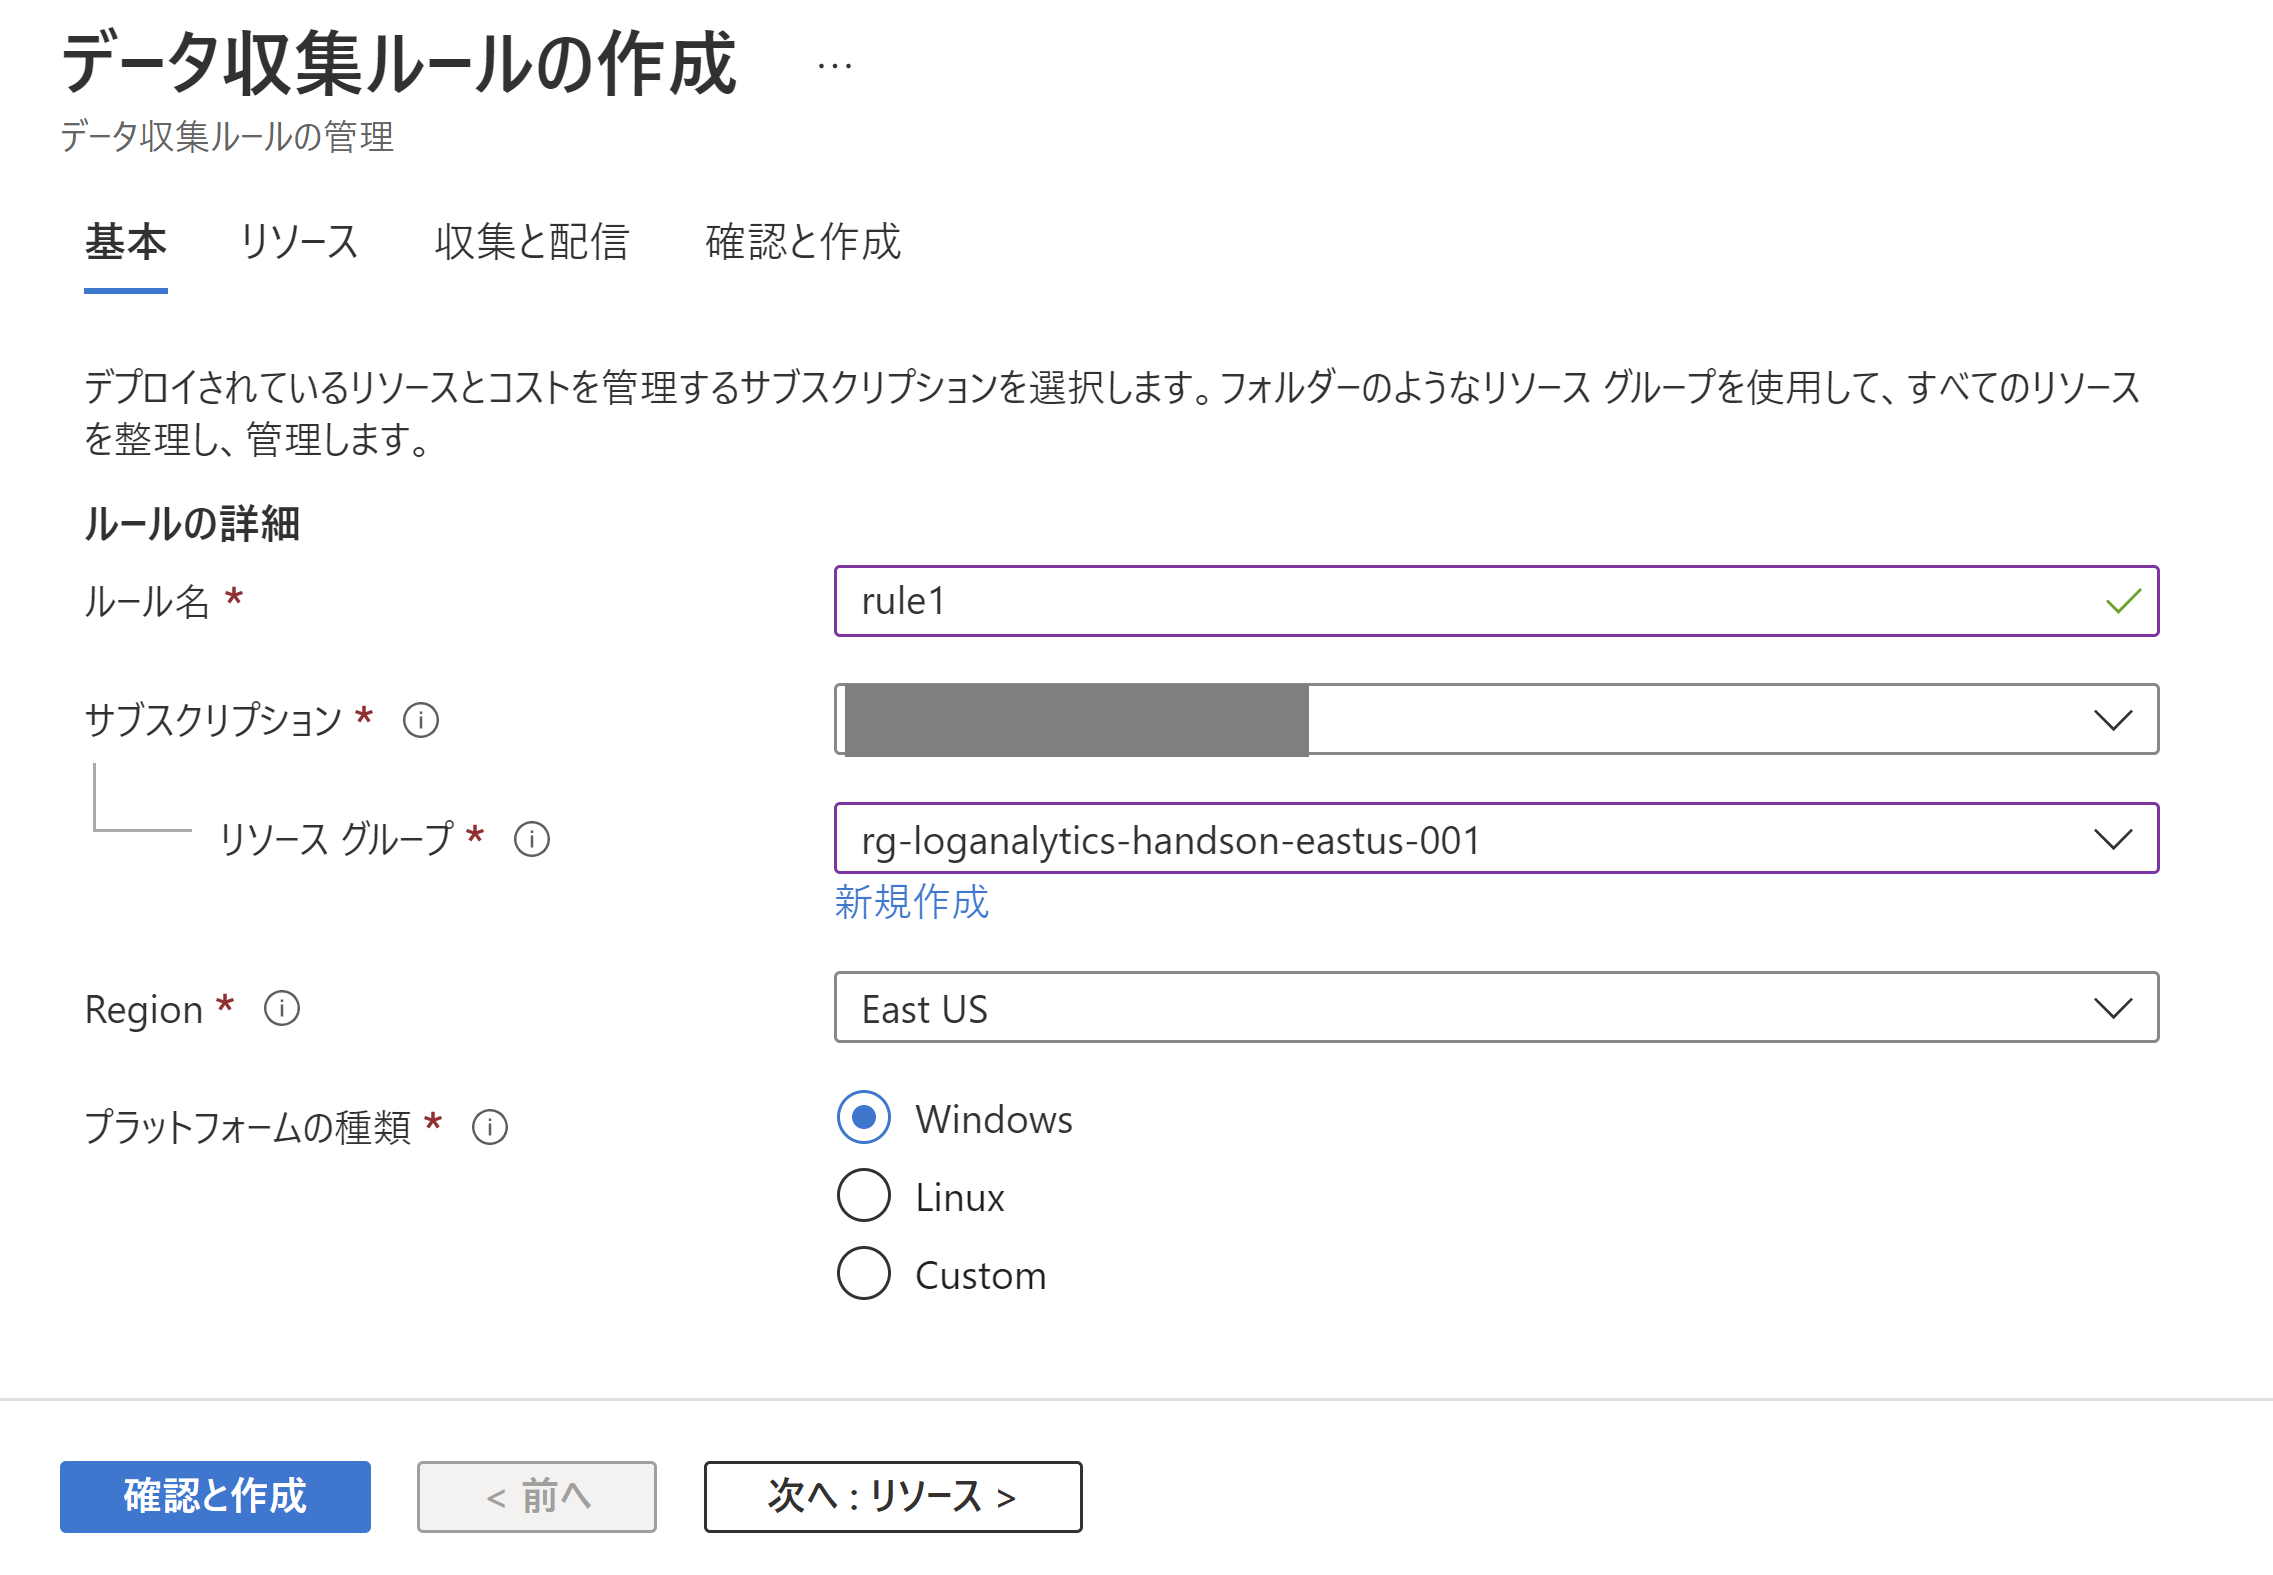 データ収集ルールの作成 …
データ収集ルールの管理
基本 リソース 収集と配信 確認と作成
デプロイされているリソースとコストを管理するサブスクリプションを選択します。フォルダーのようなリソース グループを使用して、すべてのリソース
を整理し、管理します。
ルールの詳細
ルール名 * rule1
サブスクリプション *
リソース グループ * rg-loganalytics-handson-eastus-001
新規作成
Region * East US
プラットフォームの種類 * Windows
Linux
Custom
確認と作成 < 前へ 次へ : リソース >